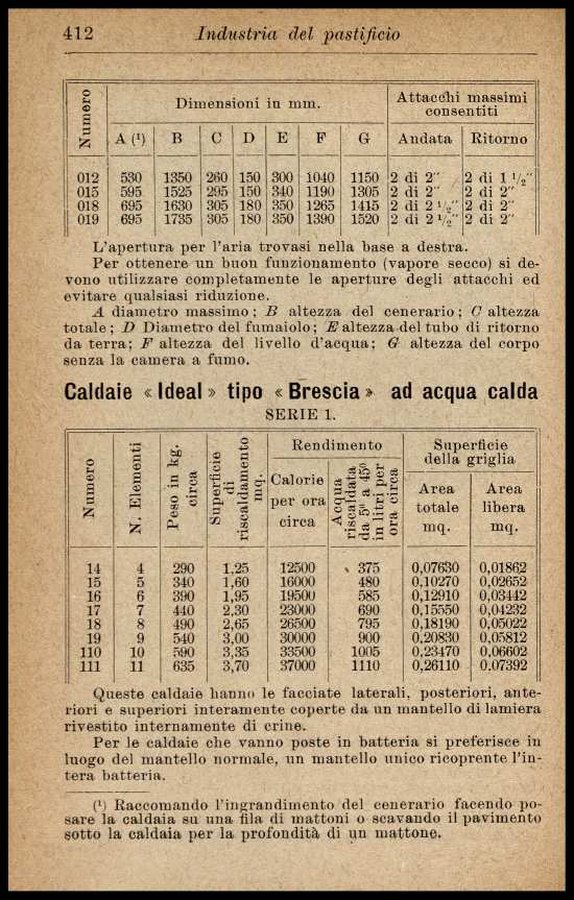 412 Industria del pastificio
Numero Dimensioni in mm. Attacchi massimi consentiti
A (¹) B C D E F G Andata Ritorno
012 530 1350 260 150 300 1040 1150 2 di 2″ 2 di 1 ¹/₂″
015 595 1525 295 150 340 1190 1305 2 di 2″ 2 di 2″
018 695 1630 305 180 350 1265 1415 2 di 2 ¹/₂″ 2 di 2″
019 695 1735 305 180 350 1390 1520 2 di 2 ¹/₂″ 2 di 2″
L'apertura per l'aria trovasi nella base a destra.
Per ottenere un buon funzionamento (vapore secco) si de-
vono utilizzare completamente le aperture degli attacchi ed
evitare qualsiasi riduzione.
A diametro massimo; B altezza del cenerario; C altezza
totale; D Diametro del fumaiolo; E altezza del tubo di ritorno
da terra; F altezza del livello d'acqua; G altezza del corpo
senza la camera a fumo.
Caldaie «Ideal» tipo «Brescia» ad acqua calda
SERIE 1.
Numero N. Elementi Peso in kg. circa Superficie di riscaldamento mq. Rendimento Superficie della griglia
Calorie per ora circa Acqua riscaldata da 5º a 45º in litri per ora circa Area totale mq. Area libera mq.
14 4 290 1,25 12500 375 0,07630 0,01862
15 5 340 1,60 16000 480 0,10270 0,02652
16 6 390 1,95 19500 585 0,12910 0,03442
17 7 440 2,30 23000 690 0,15550 0,04232
18 8 490 2,65 26500 795 0,18190 0,05022
19 9 540 3,00 30000 900 0,20830 0,05812
110 10 590 3,35 33500 1005 0,23470 0,06602
111 11 635 3,70 37000 1110 0,26110 0,07392
Queste caldaie hanno le facciate laterali, posteriori, ante-
riori e superiori interamente coperte da un mantello di lamiera
rivestito internamente di crine.
Per le caldaie che vanno poste in batteria si preferisce in
luogo del mantello normale, un mantello unico ricoprente l'in-
tera batteria.
(¹) Raccomando l'ingrandimento del cenerario facendo po-
sare la caldaia su una fila di mattoni o scavando il pavimento
sotto la caldaia per la profondità di un mattone.